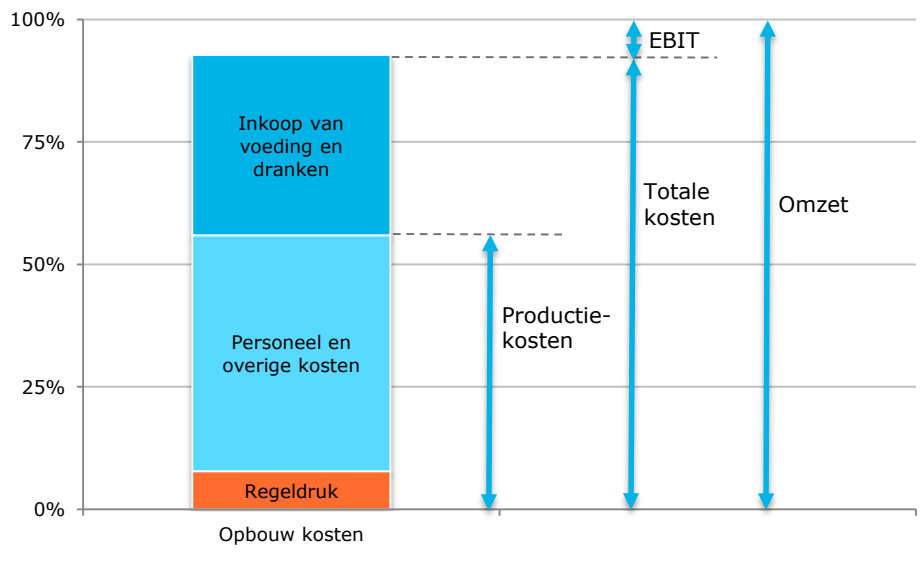 100%
EBIT
Inkoop van
voeding en
dranken
75%
Totale
kosten
Omzet
50%
Productie-
kosten
Personeel en
overige kosten
25%
Regeldruk
0%
Opbouw kosten